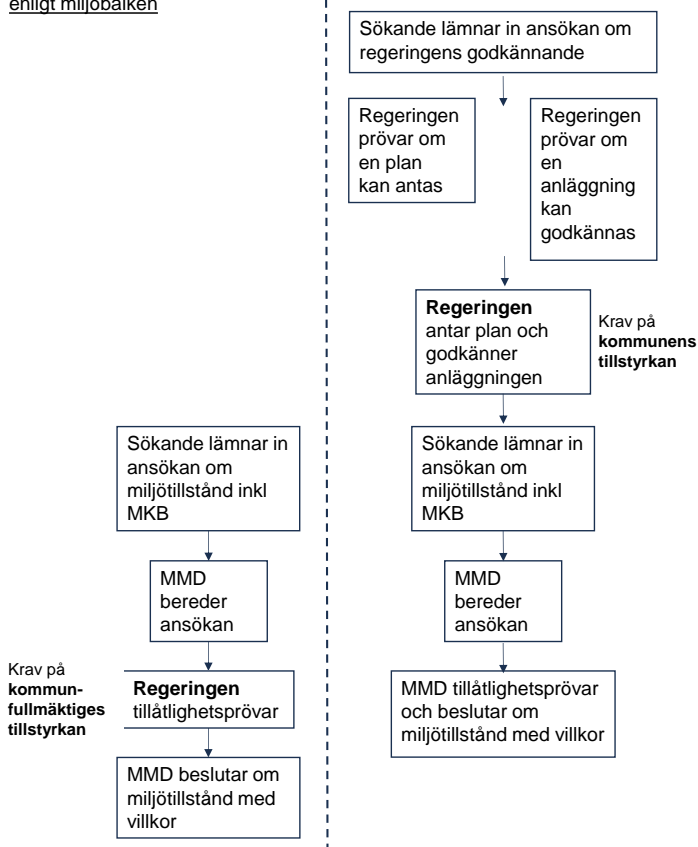 enligt miljöbalken
Sökande lämnar in ansökan om
regeringens godkännande
Regeringen
prövar om
en plan
kan antas
Regeringen
prövar om
en
anläggning
kan
godkännas
Regeringen
antar plan och
godkänner
anläggningen
Krav på
kommunens
tillstyrkan
Sökande lämnar in
ansökan om
miljötillstånd inkl
MKB
Sökande lämnar in
ansökan om
miljötillstånd inkl
MKB
MMD
bereder
ansökan
MMD
bereder
ansökan
Krav på
kommun-
fullmäktiges
tillstyrkan
Regeringen
tillåtlighetsprövar
MMD tillåtlighetsprövar
och beslutar om
miljötillstånd med villkor
MMD beslutar om
miljötillstånd med
villkor